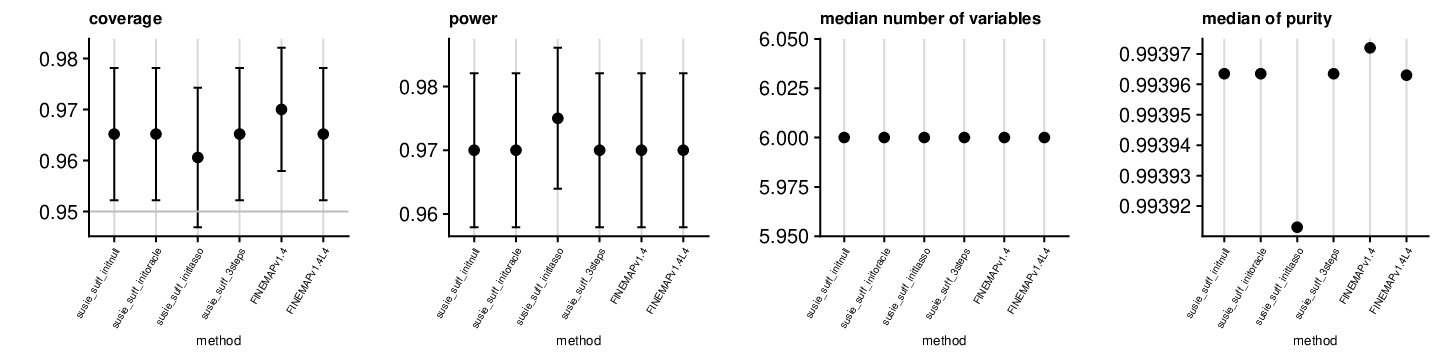 coverage
0.98
0.97
0.96
0.95
susie_suff_initnull
susie_suff_initoracle
susie_suff_initlasso
susie_suff_3steps
FINEMAPv1.4
FINEMAPv1.4L4
method
power
0.98
0.97
0.96
susie_suff_initnull
susie_suff_initoracle
susie_suff_initlasso
susie_suff_3steps
FINEMAPv1.4
FINEMAPv1.4L4
method
median number of variables
6.050
6.025
6.000
5.975
5.950
susie_suff_initnull
susie_suff_initoracle
susie_suff_initlasso
susie_suff_3steps
FINEMAPv1.4
FINEMAPv1.4L4
method
median of purity
0.99397
0.99396
0.99395
0.99394
0.99393
0.99392
susie_suff_initnull
susie_suff_initoracle
susie_suff_initlasso
susie_suff_3steps
FINEMAPv1.4
FINEMAPv1.4L4
method